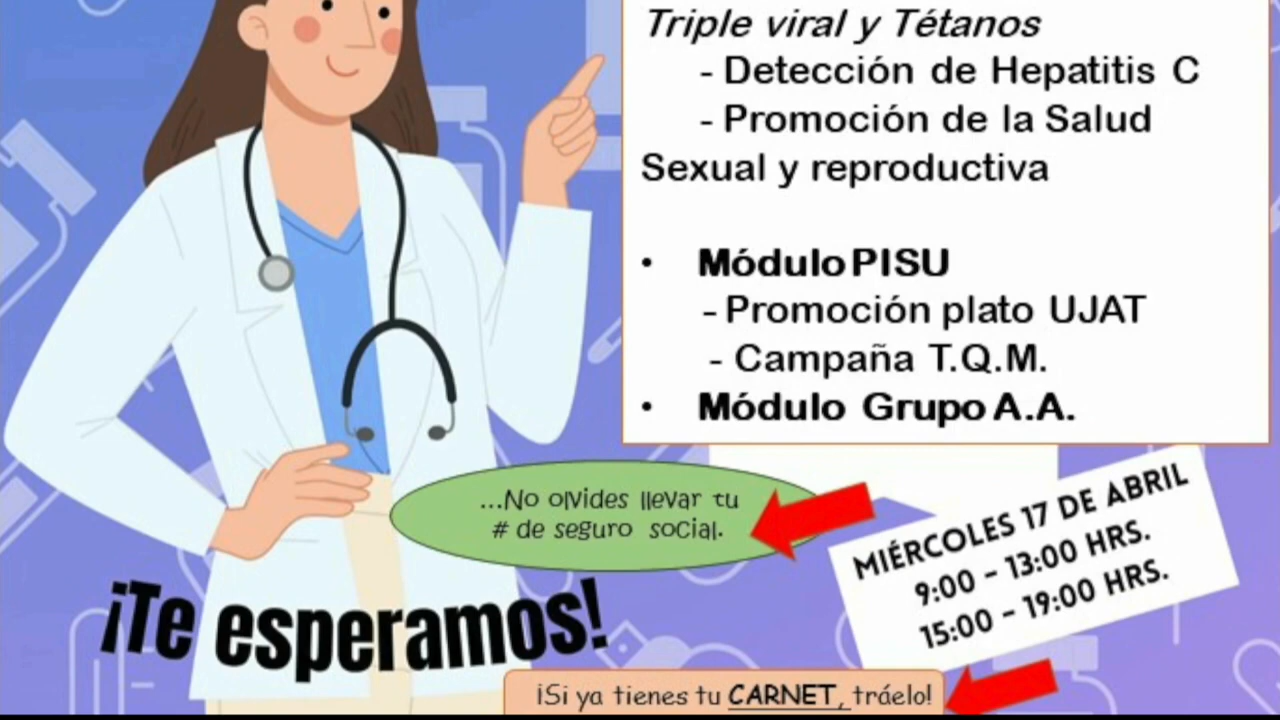 Triple viral y Tétanos
- Detección de Hepatitis C
- Promoción de la Salud
Sexual y reproductiva
• Módulo PISU
- Promoción plato UJAT
- Campaña T.Q.M.
• Módulo Grupo A.A.
...No olvides llevar tu
# de seguro social.
MIÉRCOLES 17 DE ABRIL
9:00 - 13:00 HRS.
15:00 - 19:00 HRS.
¡Te esperamos!
¡Si ya tienes tu CARNET, tráelo!